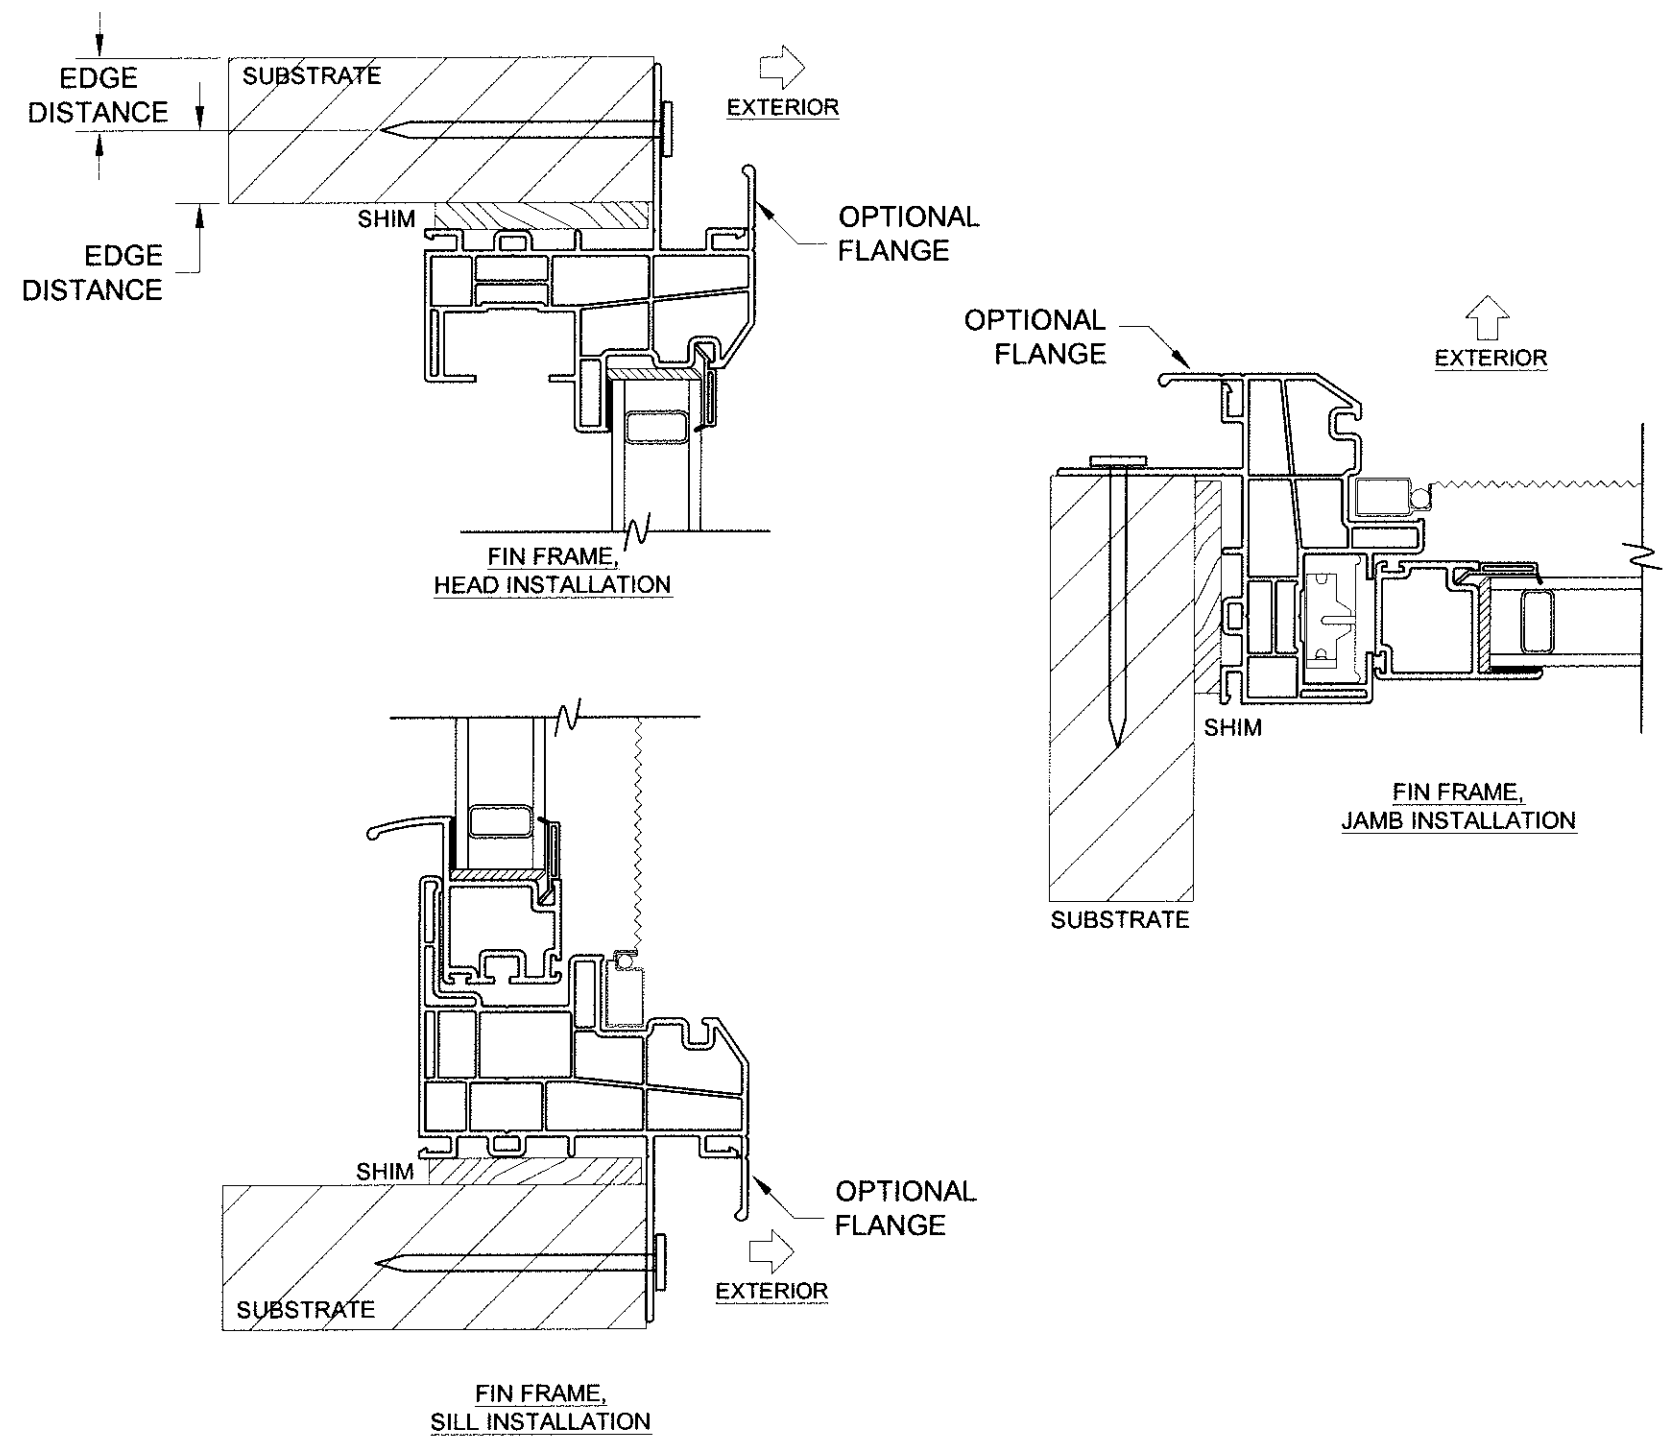 EDGE
DISTANCE
SUBSTRATE
EXTERIOR
SHIM
OPTIONAL
FLANGE
EDGE
DISTANCE
FIN FRAME,
HEAD INSTALLATION
OPTIONAL
FLANGE
EXTERIOR
SHIM
SUBSTRATE
FIN FRAME,
JAMB INSTALLATION
SHIM
OPTIONAL
FLANGE
SUBSTRATE
EXTERIOR
FIN FRAME,
SILL INSTALLATION